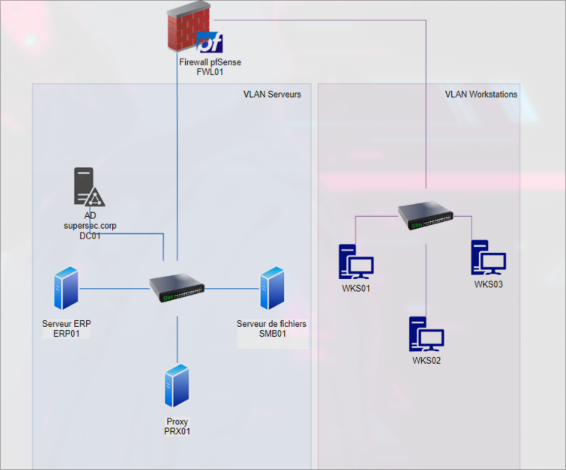 pf
Firewall pfSense
FWL01
VLAN Serveurs
VLAN Workstations
AD
supersec.corp
DC01
WKS01
WKS03
Serveur ERP
ERP01
Serveur de fichiers
SMB01
WKS02
Proxy
PRX01